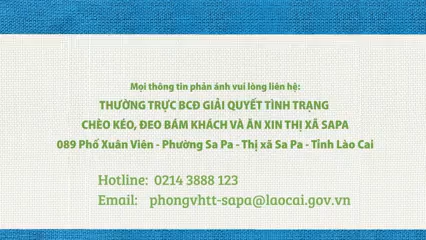 Mọi thông tin phản ánh vui lòng liên hệ:
THƯỜNG TRỰC BCĐ GIẢI QUYẾT TÌNH TRẠNG
CHÈO KÉO, ĐEO BÁM KHÁCH VÀ ĂN XIN THỊ XÃ SAPA
089 Phố Xuân Viên - Phường Sa Pa - Thị xã Sa Pa - Tỉnh Lào Cai
Hotline: 0214 3888 123
Email: phongvhtt-sapa@laocai.gov.vn